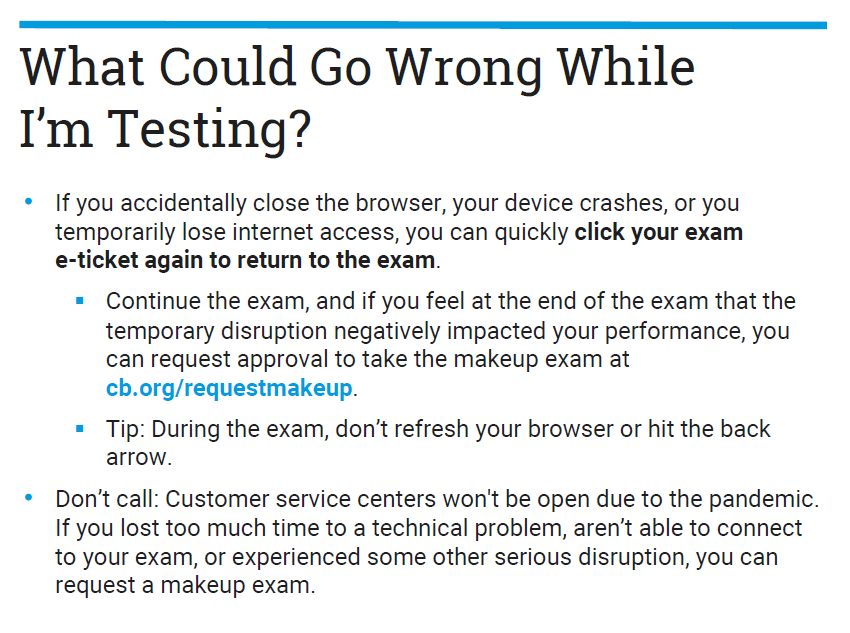 What Could Go Wrong While
I’m Testing?
• If you accidentally close the browser, your device crashes, or you
temporarily lose internet access, you can quickly click your exam
e-ticket again to return to the exam.
▪ Continue the exam, and if you feel at the end of the exam that the
temporary disruption negatively impacted your performance, you
can request approval to take the makeup exam at
cb.org/requestmakeup.
▪ Tip: During the exam, don’t refresh your browser or hit the back
arrow.
• Don’t call: Customer service centers won't be open due to the pandemic.
If you lost too much time to a technical problem, aren’t able to connect
to your exam, or experienced some other serious disruption, you can
request a makeup exam.